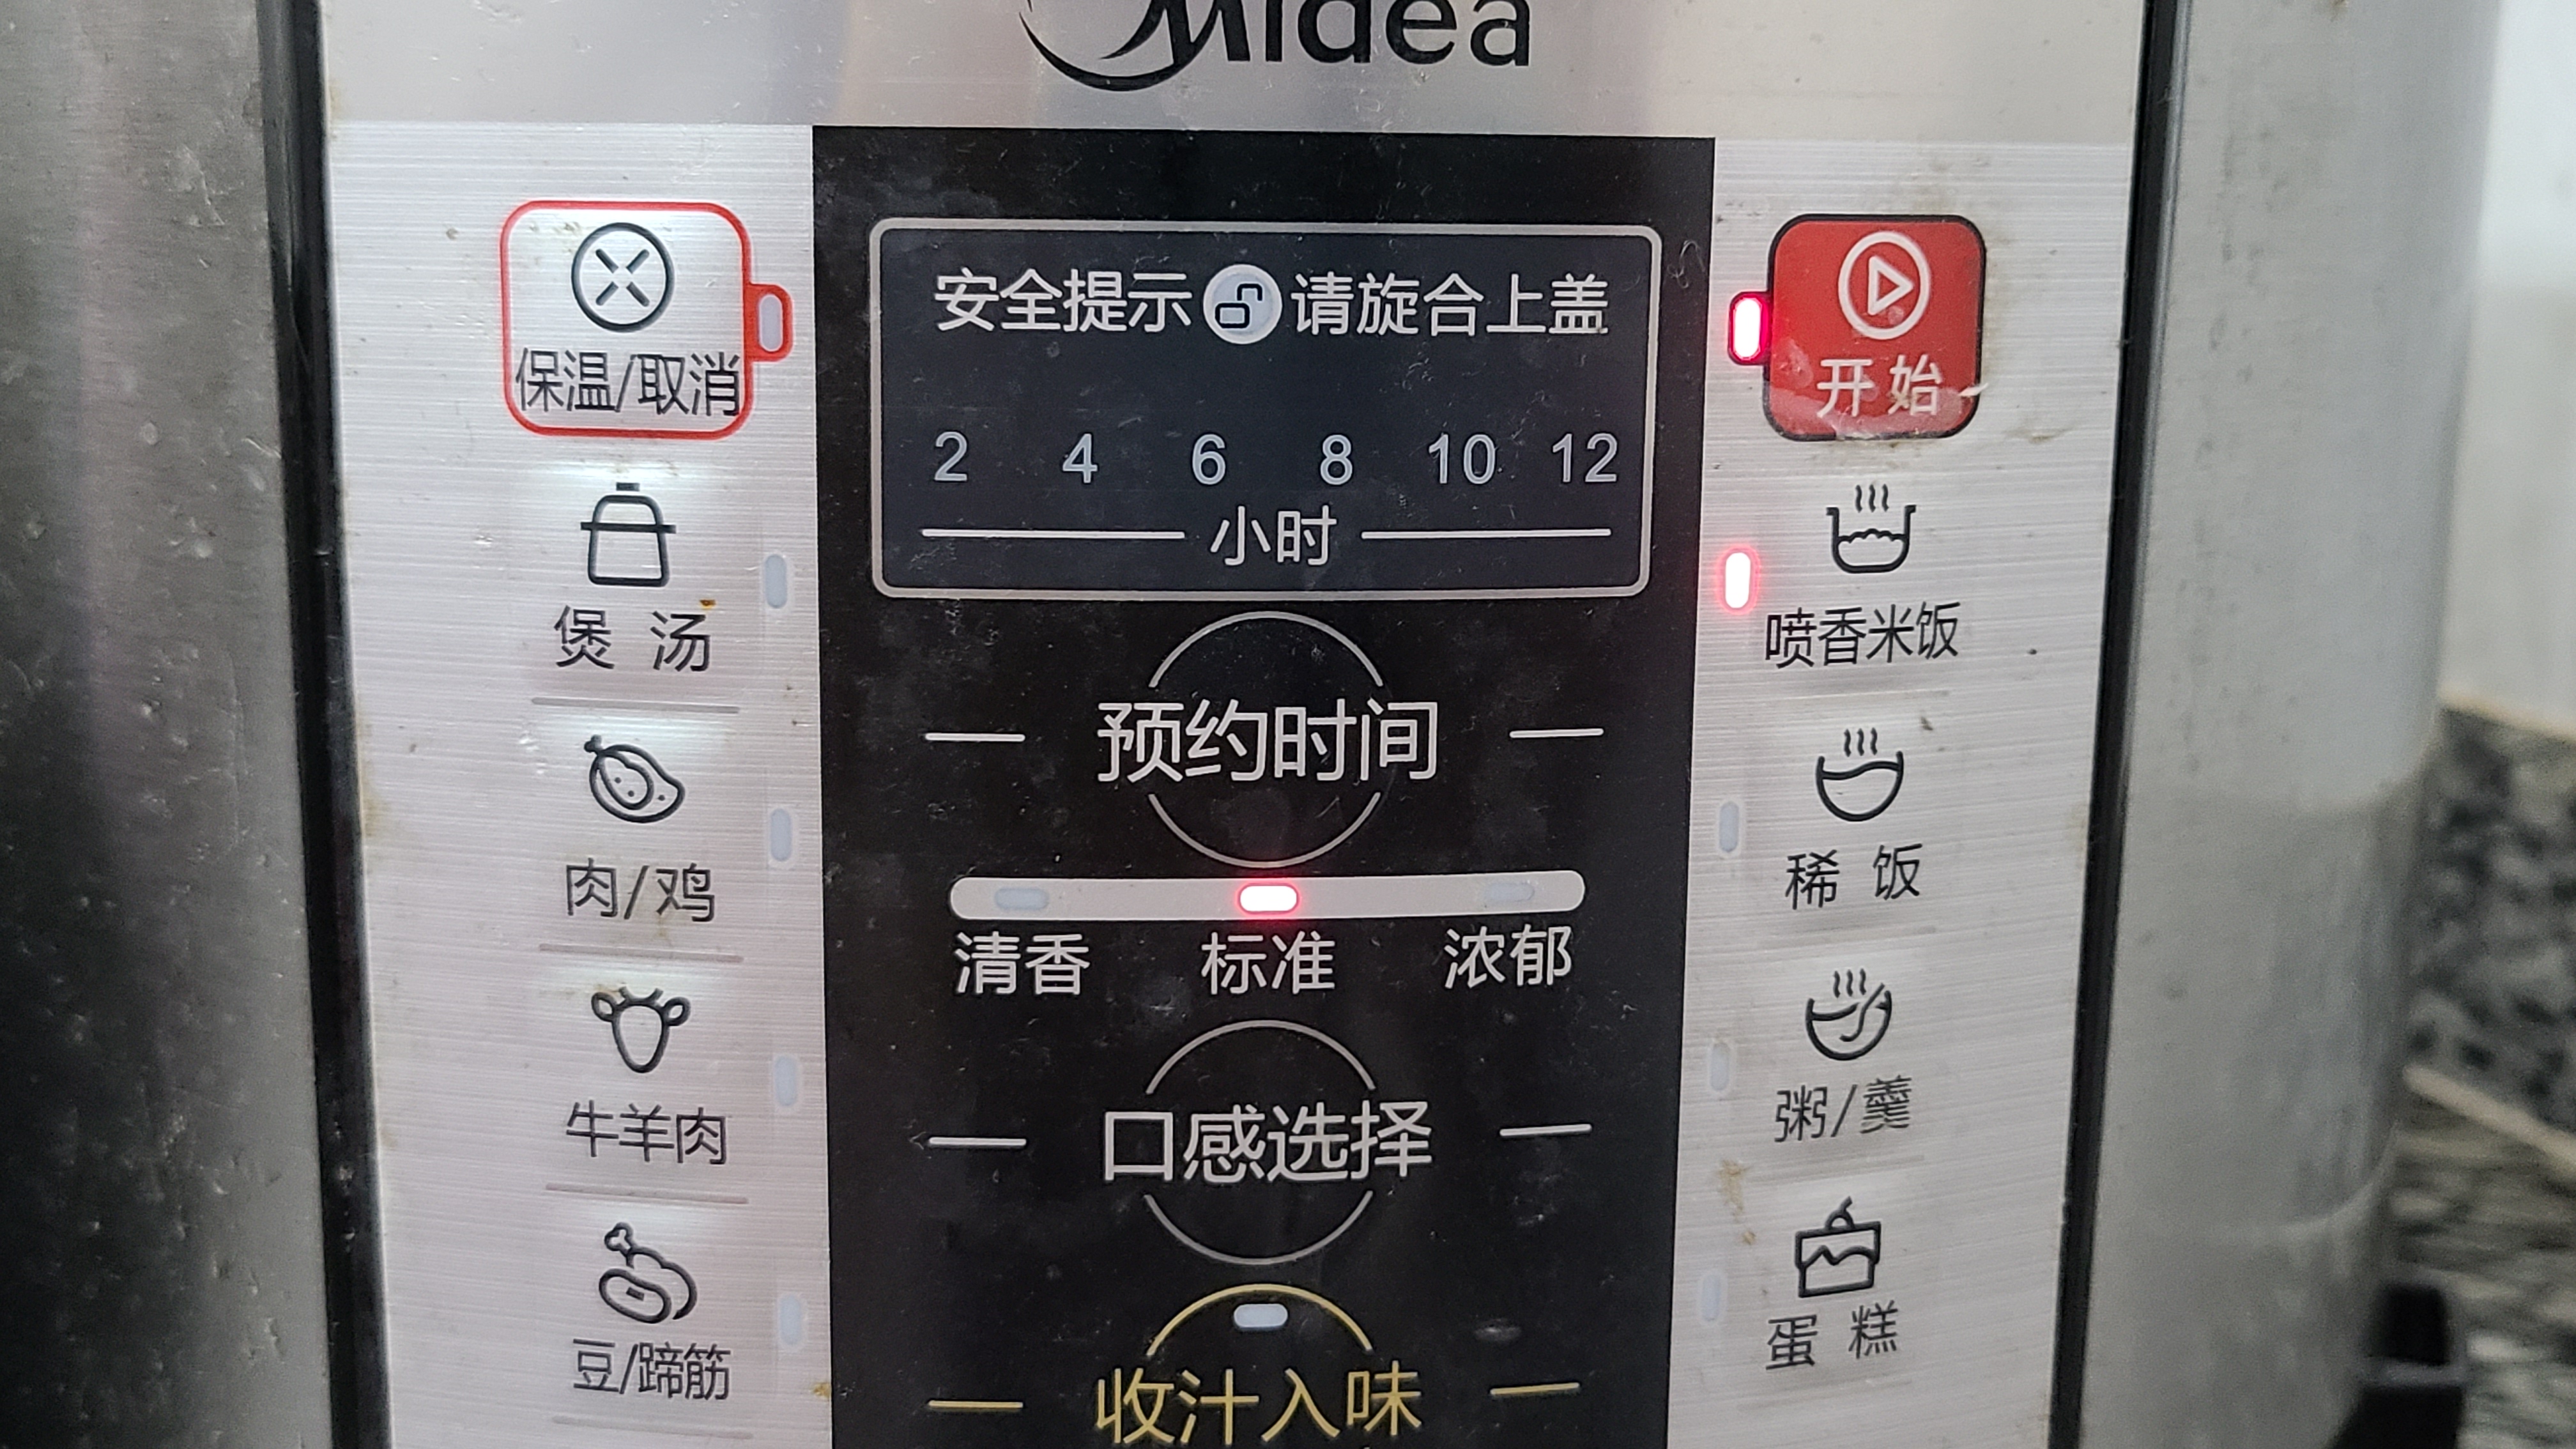 Midea
保温/取消
安全提示 请旋合上盖
开始
2 4 6 8 10 12
小时
煲汤
喷香米饭
预约时间
肉/鸡
稀饭
清香 标准 浓郁
牛羊肉
口感选择
粥/羹
豆/蹄筋
蛋糕
收汁入味